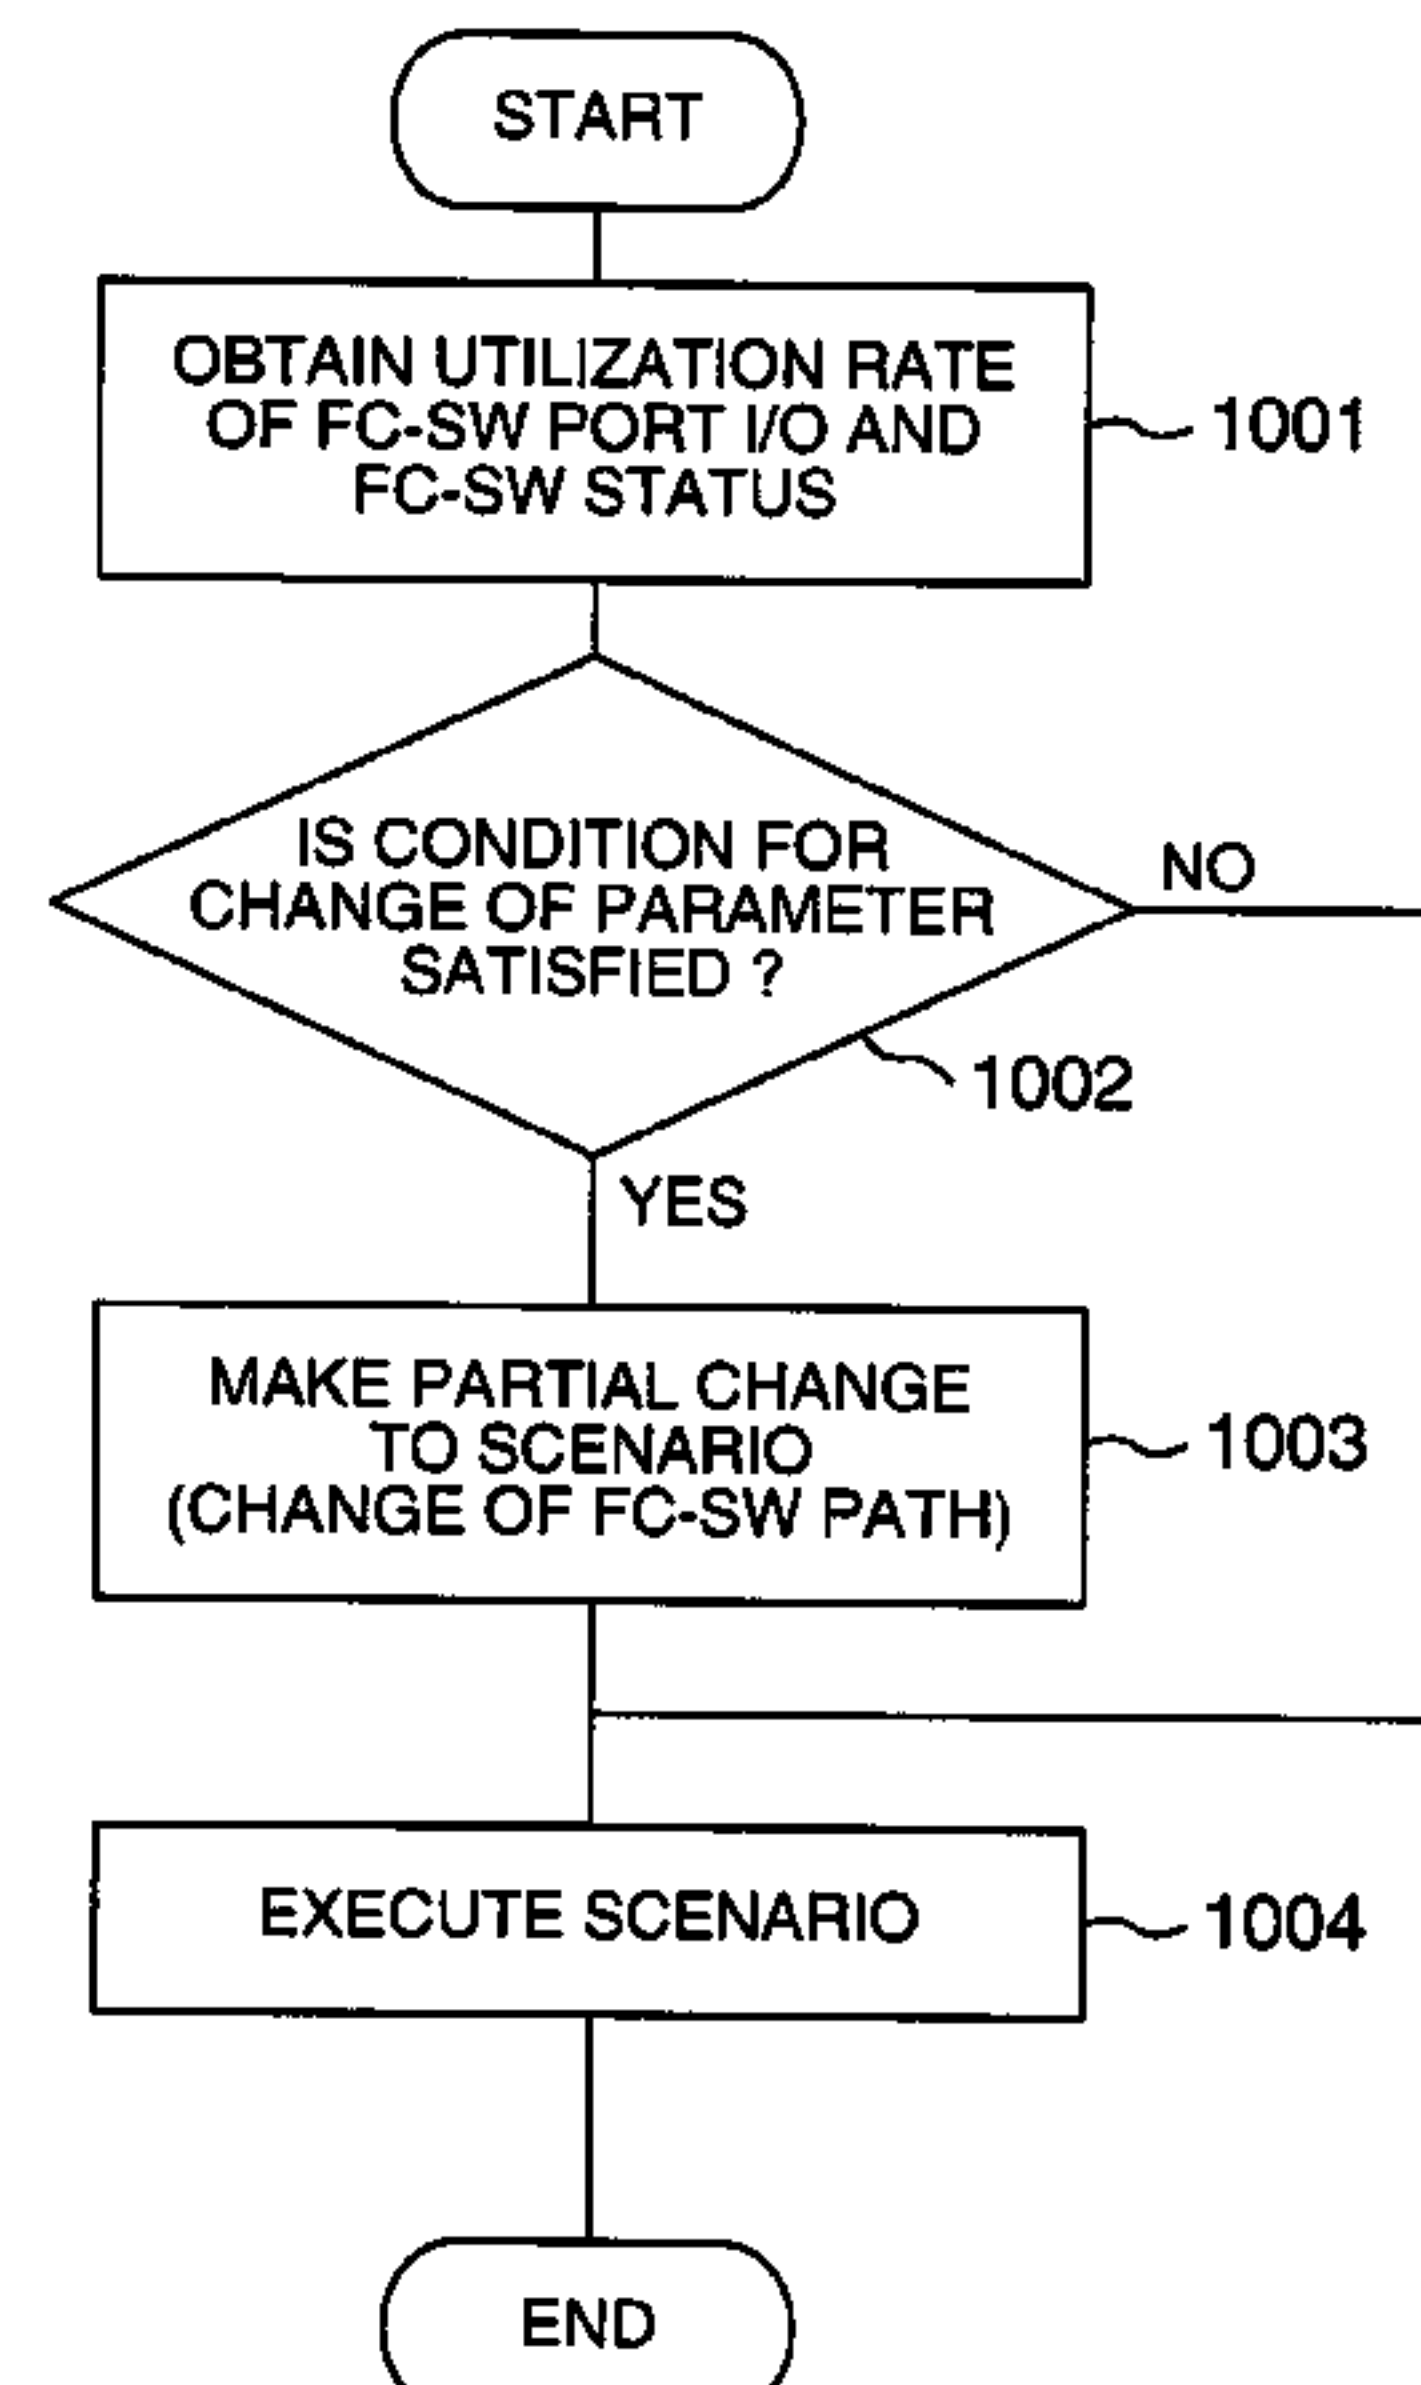 START
OBTAIN UTILIZATION RATE
OF FC-SW PORT I/O AND
FC-SW STATUS
1001
IS CONDITION FOR
CHANGE OF PARAMETER
SATISFIED ?
NO
1002
YES
MAKE PARTIAL CHANGE
TO SCENARIO
(CHANGE OF FC-SW PATH)
1003
EXECUTE SCENARIO
1004
END